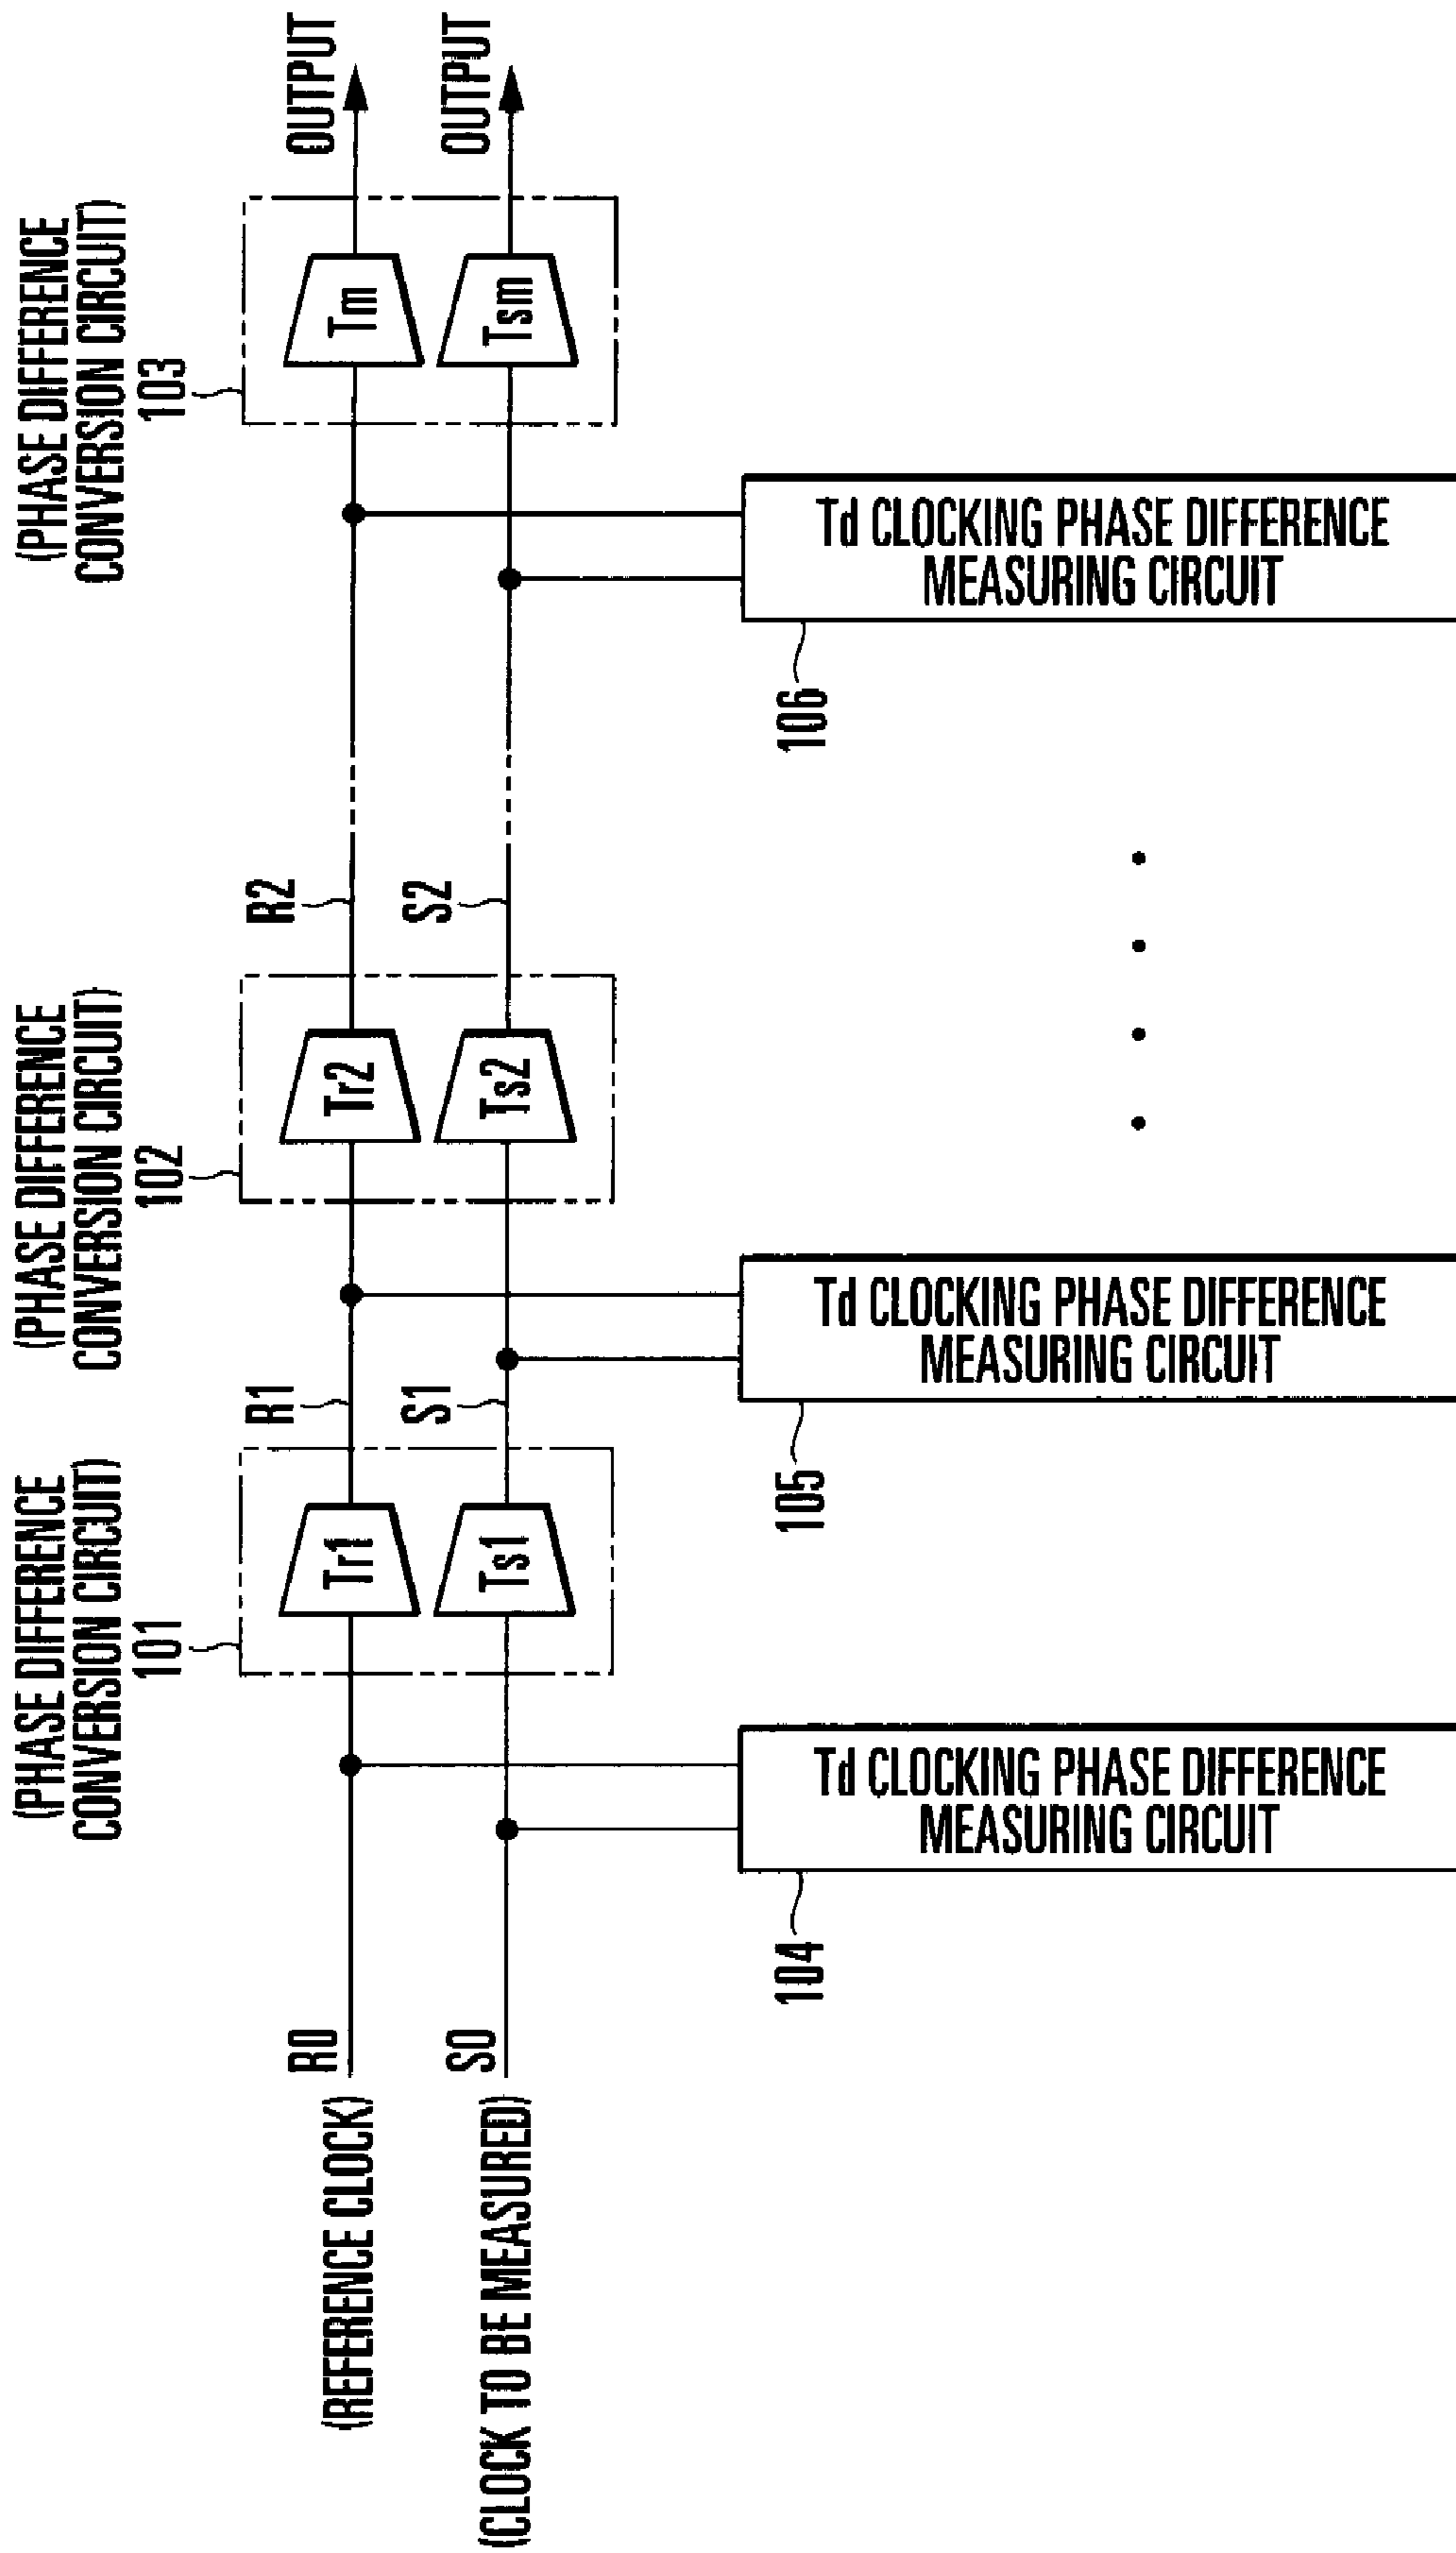 (PHASE DIFFERENCE
CONVERSION CIRCUIT)
101
(PHASE DIFFERENCE
CONVERSION CIRCUIT)
102
(PHASE DIFFERENCE
CONVERSION CIRCUIT)
103
R0
(REFERENCE CLOCK)
Tr1
R1
Tr2
R2
Tm
OUTPUT
S0
(CLOCK TO BE MEASURED)
Ts1
S1
Ts2
S2
Tsm
OUTPUT
104
Td CLOCKING PHASE DIFFERENCE
MEASURING CIRCUIT
105
Td CLOCKING PHASE DIFFERENCE
MEASURING CIRCUIT
106
Td CLOCKING PHASE DIFFERENCE
MEASURING CIRCUIT